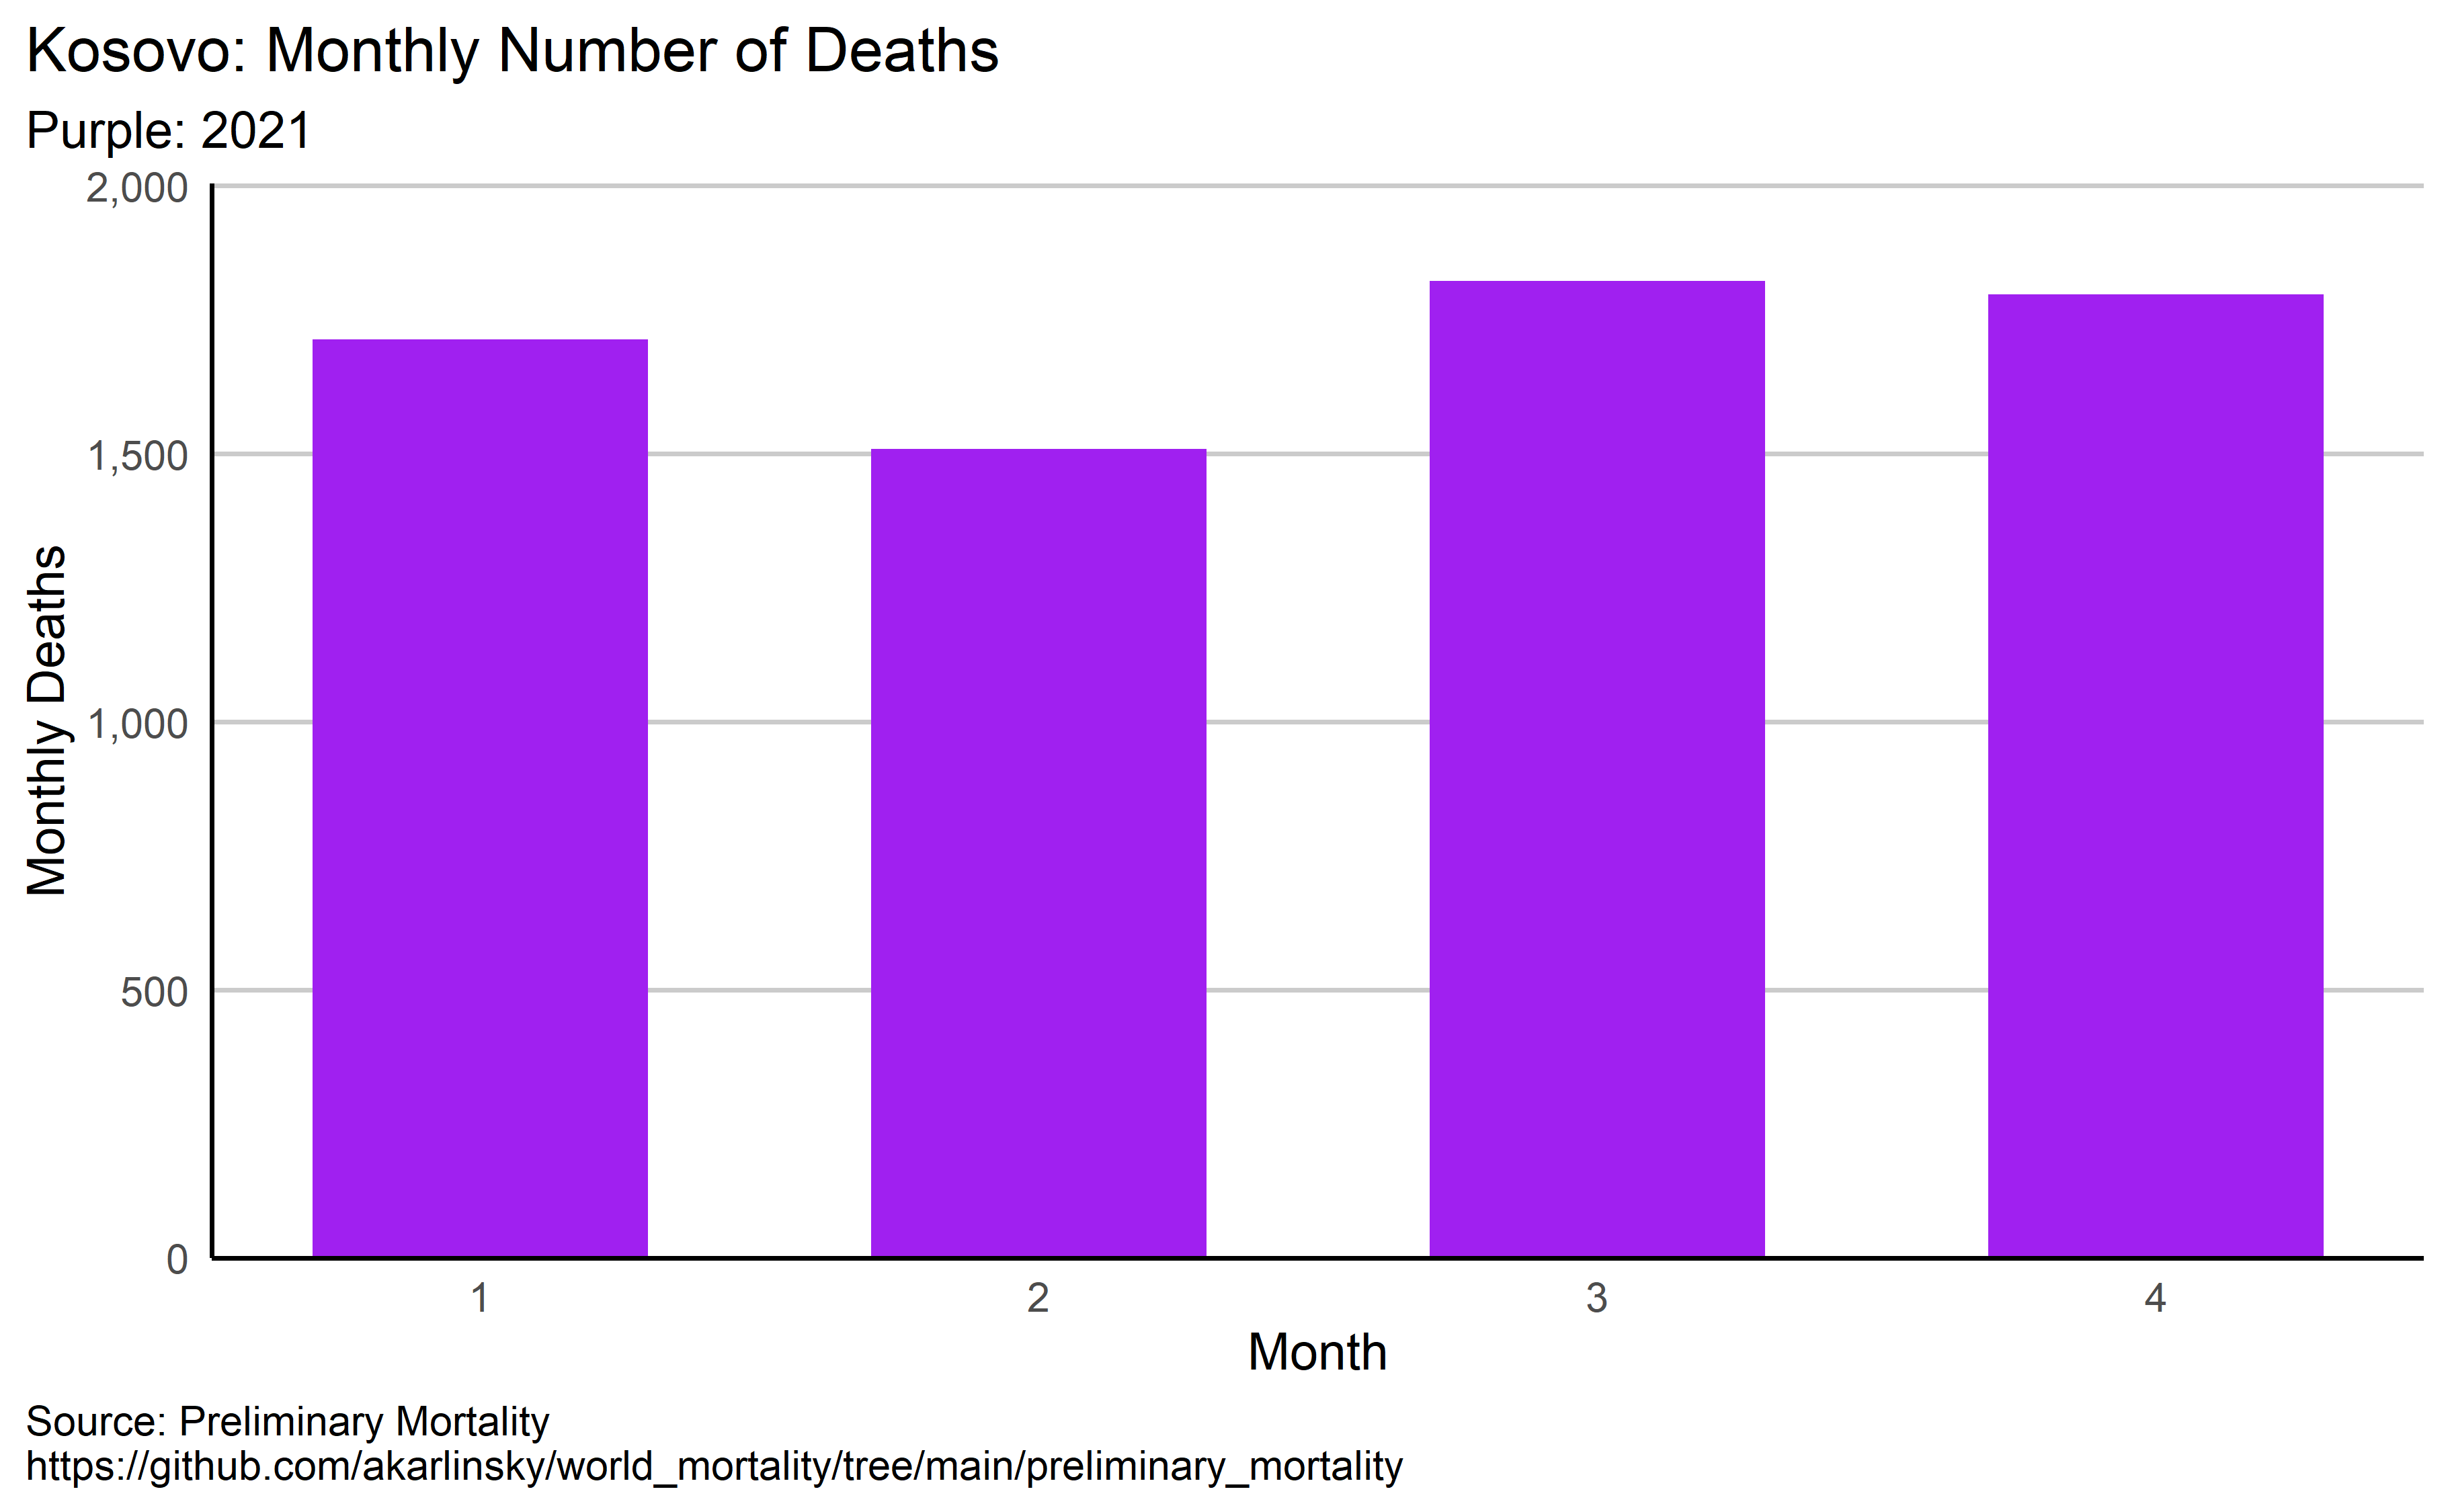 Kosovo: Monthly Number of Deaths
Purple: 2021
2,000
1,500
1,000
500
0
Monthly Deaths
1 2 3 4
Month
Source: Preliminary Mortality
https://github.com/akarlinsky/world_mortality/tree/main/preliminary_mortality